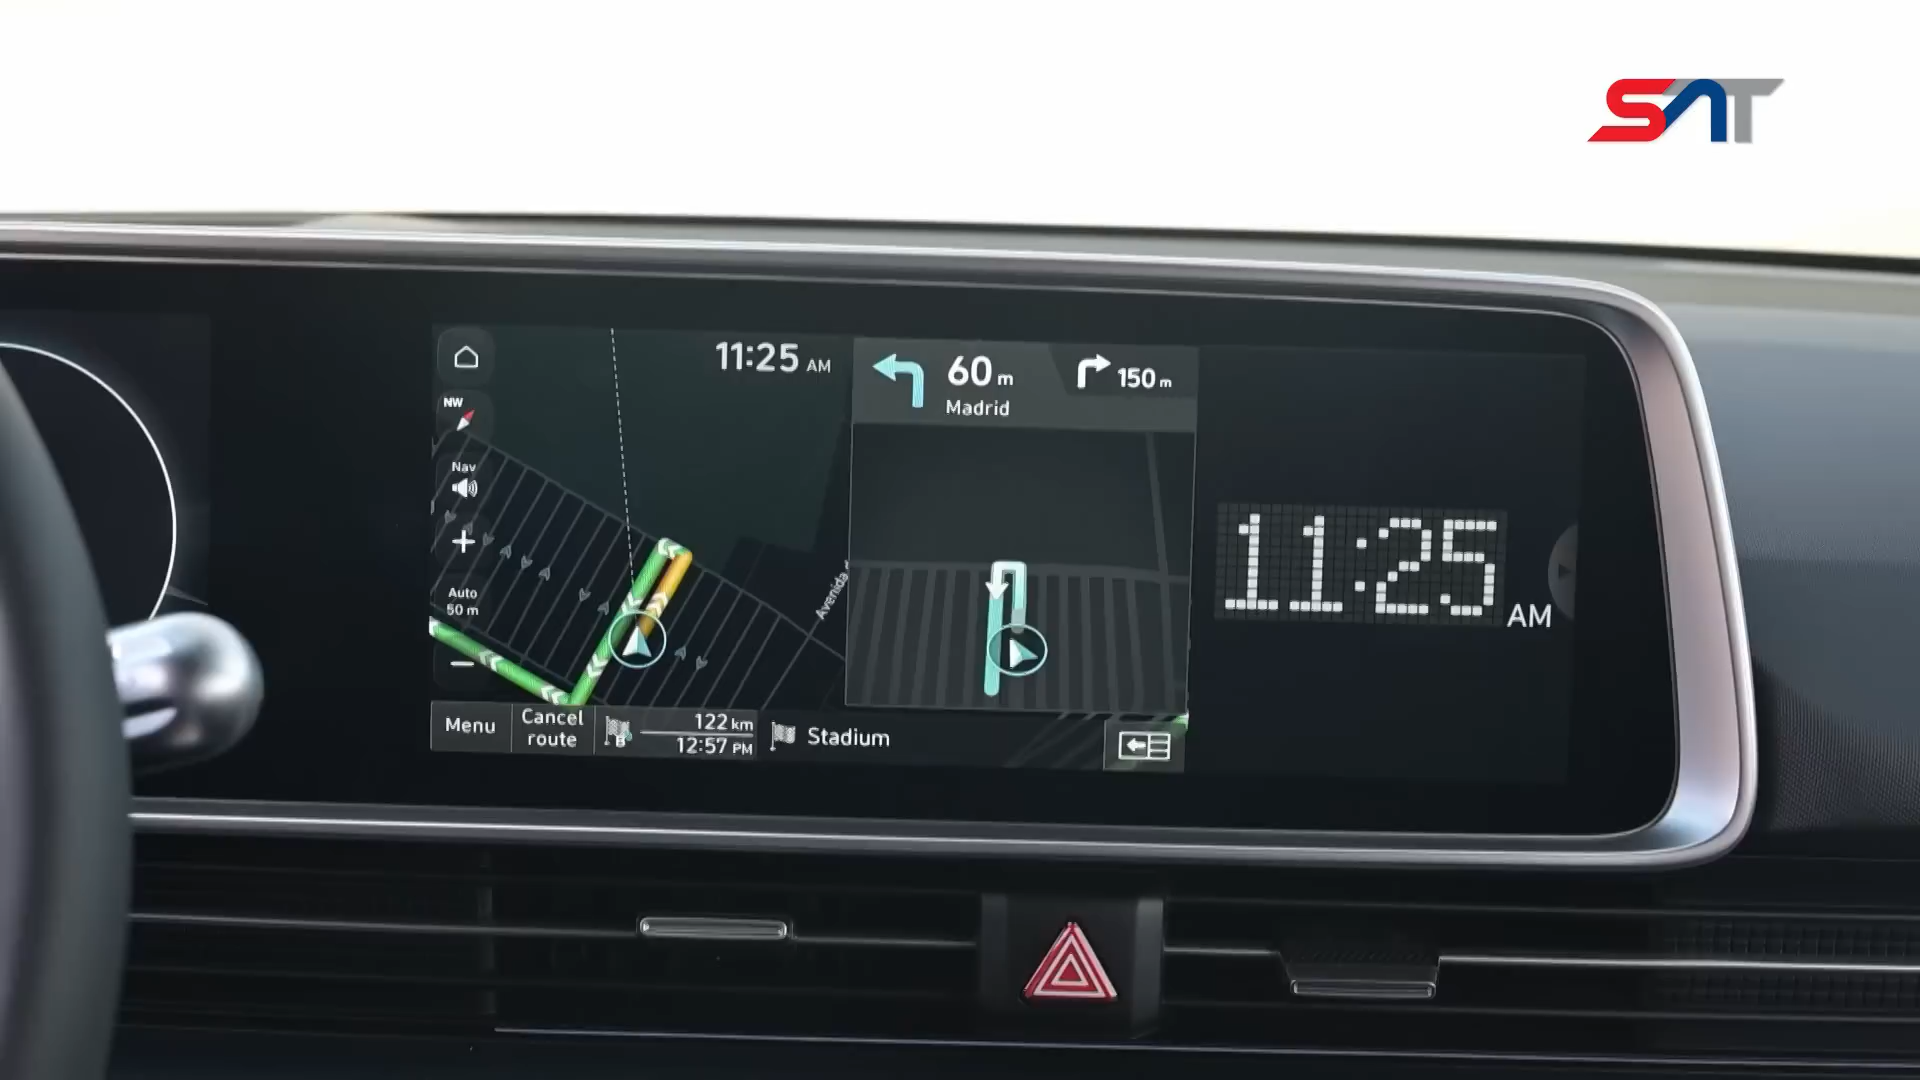 SAT
11:25 AM
NW
Nav
Auto
50 m
Menu
Cancel
route
B
122 km
12:57 PM
Stadium
Avenida
60 m
Madrid
150 m
11:25 AM